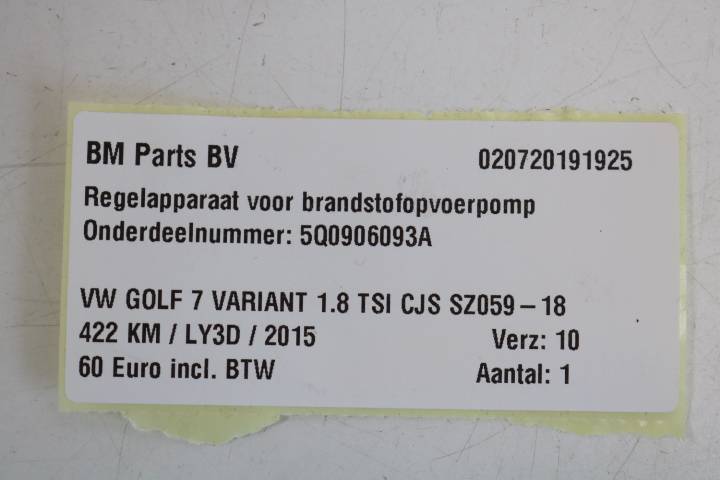 BM Parts BV 020720191925
Regelapparaat voor brandstofopvoerpomp
Onderdeelnummer: 5Q0906093A
VW GOLF 7 VARIANT 1.8 TSI CJS SZ059–18
422 KM / LY3D / 2015 Verz: 10
60 Euro incl. BTW Aantal: 1